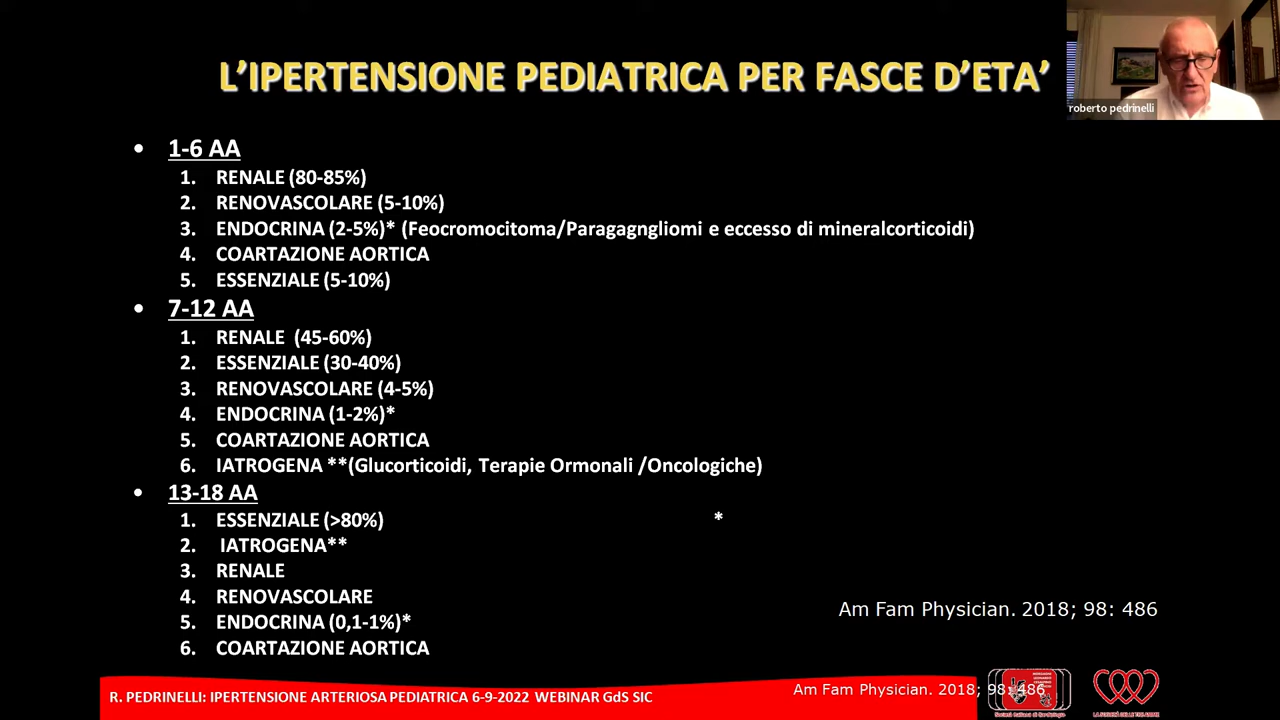 L'IPERTENSIONE PEDIATRICA PER FASCE D'ETA'
roberto pedrinelli
• 1-6 AA
1. RENALE (80-85%)
2. RENOVASCOLARE (5-10%)
3. ENDOCRINA (2-5%)* (Feocromocitoma/Paragagngliomi e eccesso di mineralcorticoidi)
4. COARTAZIONE AORTICA
5. ESSENZIALE (5-10%)
• 7-12 AA
1. RENALE (45-60%)
2. ESSENZIALE (30-40%)
3. RENOVASCOLARE (4-5%)
4. ENDOCRINA (1-2%)*
5. COARTAZIONE AORTICA
6. IATROGENA **(Glucorticoidi, Terapie Ormonali /Oncologiche)
• 13-18 AA
1. ESSENZIALE (>80%) *
2. IATROGENA**
3. RENALE
4. RENOVASCOLARE
5. ENDOCRINA (0,1-1%)*
6. COARTAZIONE AORTICA
Am Fam Physician. 2018; 98: 486
R. PEDRINELLI: IPERTENSIONE ARTERIOSA PEDIATRICA 6-9-2022 WEBINAR GdS SIC
Am Fam Physician. 2018; 98: 486
Società Italiana di Cardiologia